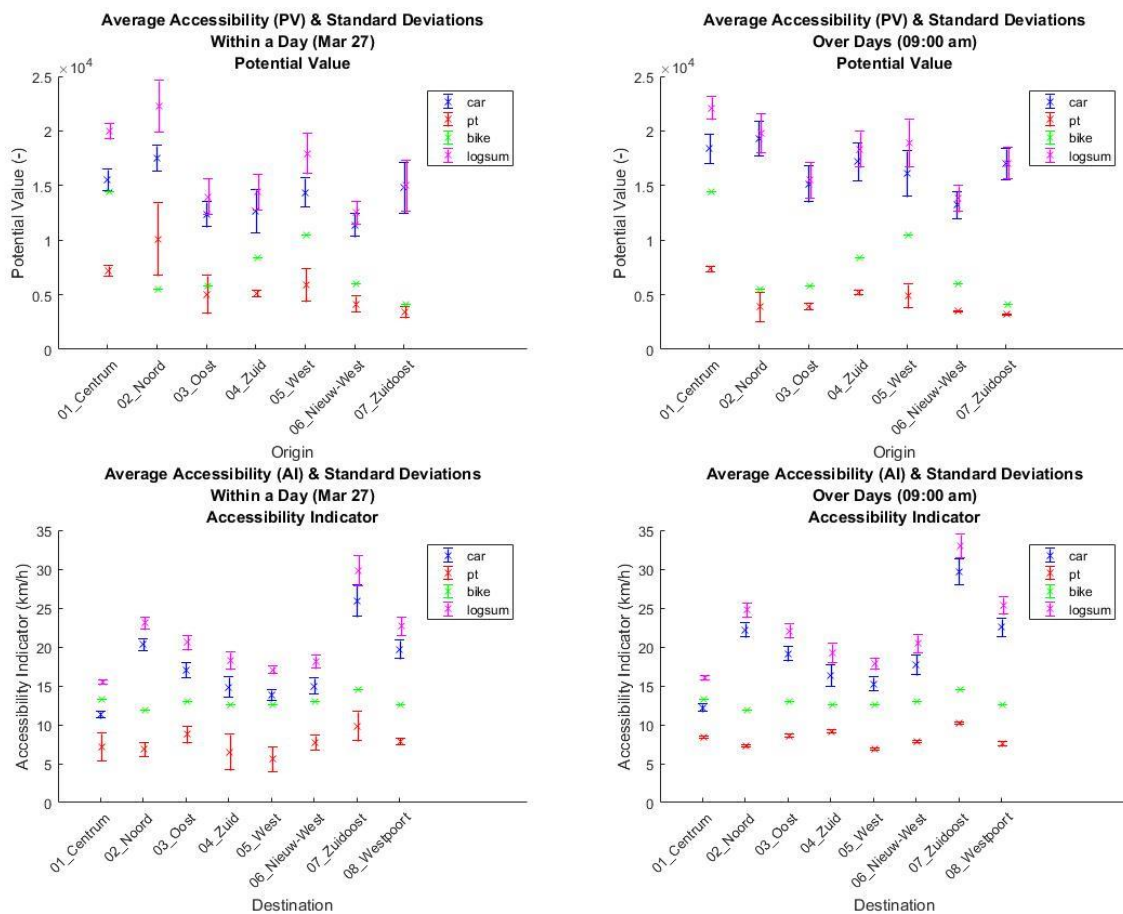 Average Accessibility (PV) & Standard Deviations
Within a Day (Mar 27)
Potential Value
×10⁴
2.5
2
1.5
1
0.5
0
Potential Value (-)
car
pt
bike
logsum
01_Centrum
02_Noord
03_Oost
04_Zuid
05_West
06_Nieuw-West
07_Zuidoost
Origin
Average Accessibility (PV) & Standard Deviations
Over Days (09:00 am)
Potential Value
×10⁴
2.5
2
1.5
1
0.5
0
Potential Value (-)
car
pt
bike
logsum
01_Centrum
02_Noord
03_Oost
04_Zuid
05_West
06_Nieuw-West
07_Zuidoost
Origin
Average Accessibility (AI) & Standard Deviations
Within a Day (Mar 27)
Accessibility Indicator
35
30
25
20
15
10
5
0
Accessibility Indicator (km/h)
car
pt
bike
logsum
01_Centrum
02_Noord
03_Oost
04_Zuid
05_West
06_Nieuw-West
07_Zuidoost
08_Westpoort
Destination
Average Accessibility (AI) & Standard Deviations
Over Days (09:00 am)
Accessibility Indicator
35
30
25
20
15
10
5
0
Accessibility Indicator (km/h)
car
pt
bike
logsum
01_Centrum
02_Noord
03_Oost
04_Zuid
05_West
06_Nieuw-West
07_Zuidoost
08_Westpoort
Destination